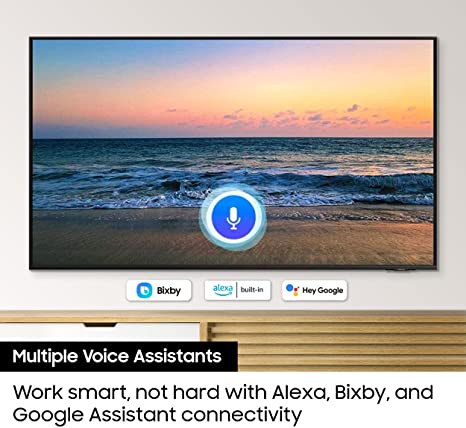 Bixby
alexa | built-in
Hey Google
Multiple Voice Assistants
Work smart, not hard with Alexa, Bixby, and
Google Assistant connectivity